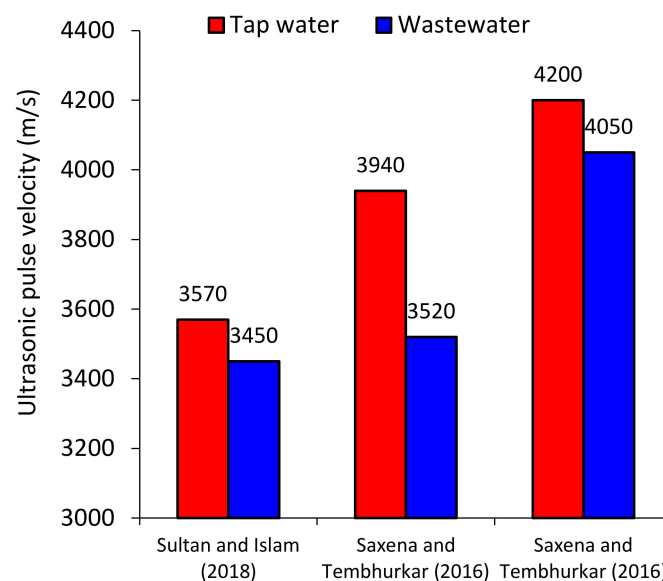 Tap water
Wastewater
Ultrasonic pulse velocity (m/s)
4400
4200
4000
3800
3600
3400
3200
3000
3570
3450
3940
3520
4200
4050
Sultan and Islam
(2018)
Saxena and
Tembhurkar (2016)
Saxena and
Tembhurkar (2016)